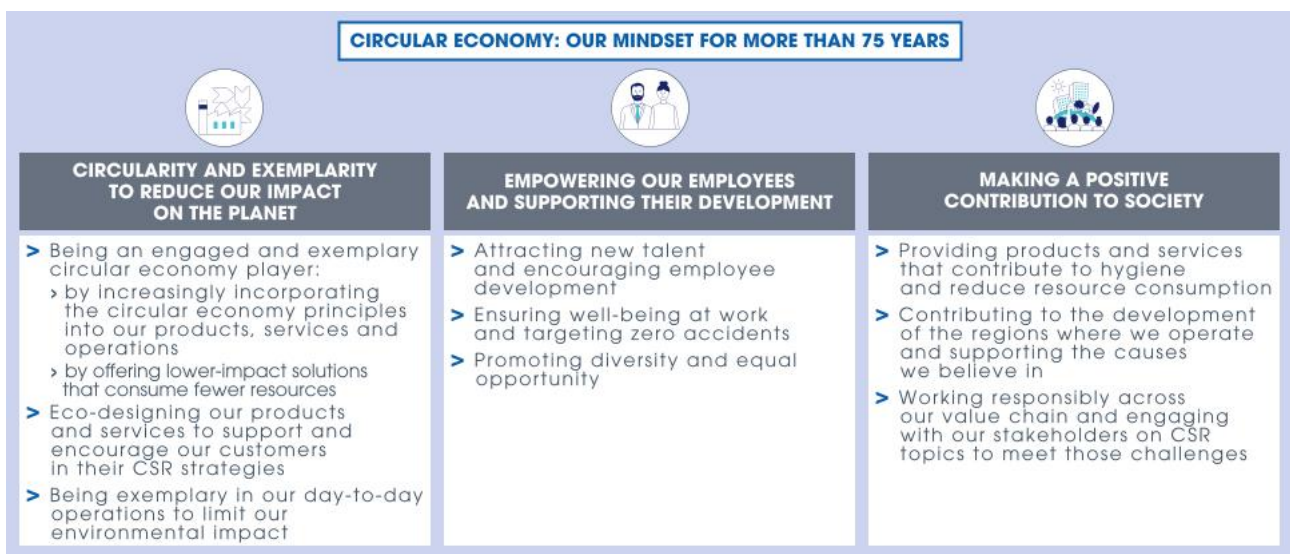 CIRCULAR ECONOMY: OUR MINDSET FOR MORE THAN 75 YEARS
CIRCULARITY AND EXEMPLARITY
TO REDUCE OUR IMPACT
ON THE PLANET
> Being an engaged and exemplary
circular economy player:
› by increasingly incorporating
the circular economy principles
into our products, services and
operations
› by offering lower-impact solutions
that consume fewer resources
> Eco-designing our products
and services to support and
encourage our customers
in their CSR strategies
> Being exemplary in our day-to-day
operations to limit our
environmental impact
EMPOWERING OUR EMPLOYEES
AND SUPPORTING THEIR DEVELOPMENT
> Attracting new talent
and encouraging employee
development
> Ensuring well-being at work
and targeting zero accidents
> Promoting diversity and equal
opportunity
MAKING A POSITIVE
CONTRIBUTION TO SOCIETY
> Providing products and services
that contribute to hygiene
and reduce resource consumption
> Contributing to the development
of the regions where we operate
and supporting the causes
we believe in
> Working responsibly across
our value chain and engaging
with our stakeholders on CSR
topics to meet those challenges